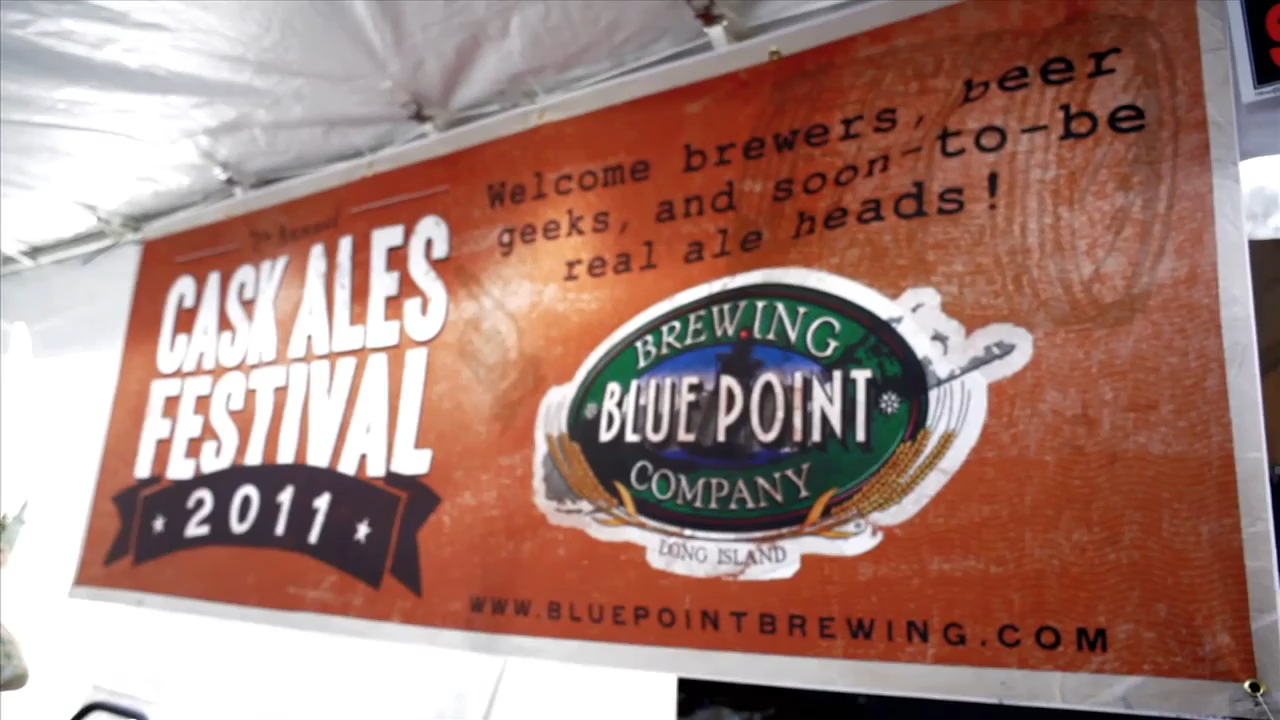 Annual
CASK ALES
FESTIVAL
2011
Welcome brewers, beer
geeks, and soon-to-be
real ale heads!
BREWING
BLUE POINT
COMPANY
LONG ISLAND
WWW.BLUEPOINTBREWING.COM